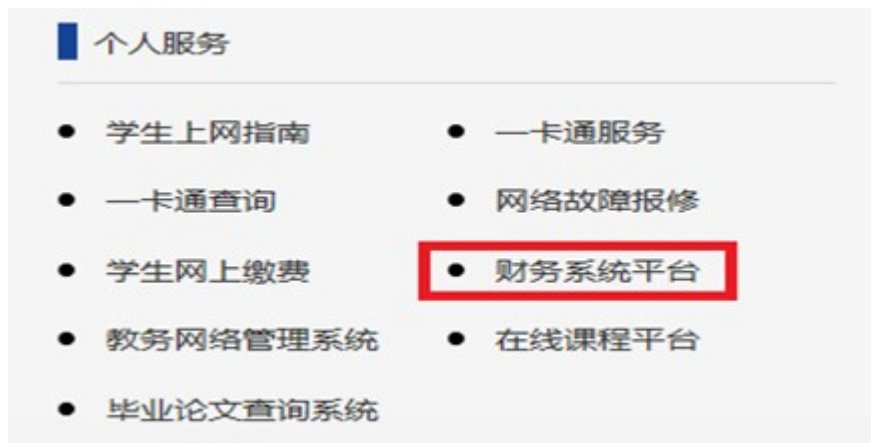 个人服务
学生上网指南
一卡通服务
一卡通查询
网络故障报修
学生网上缴费
财务系统平台
教务网络管理系统
在线课程平台
毕业论文查询系统